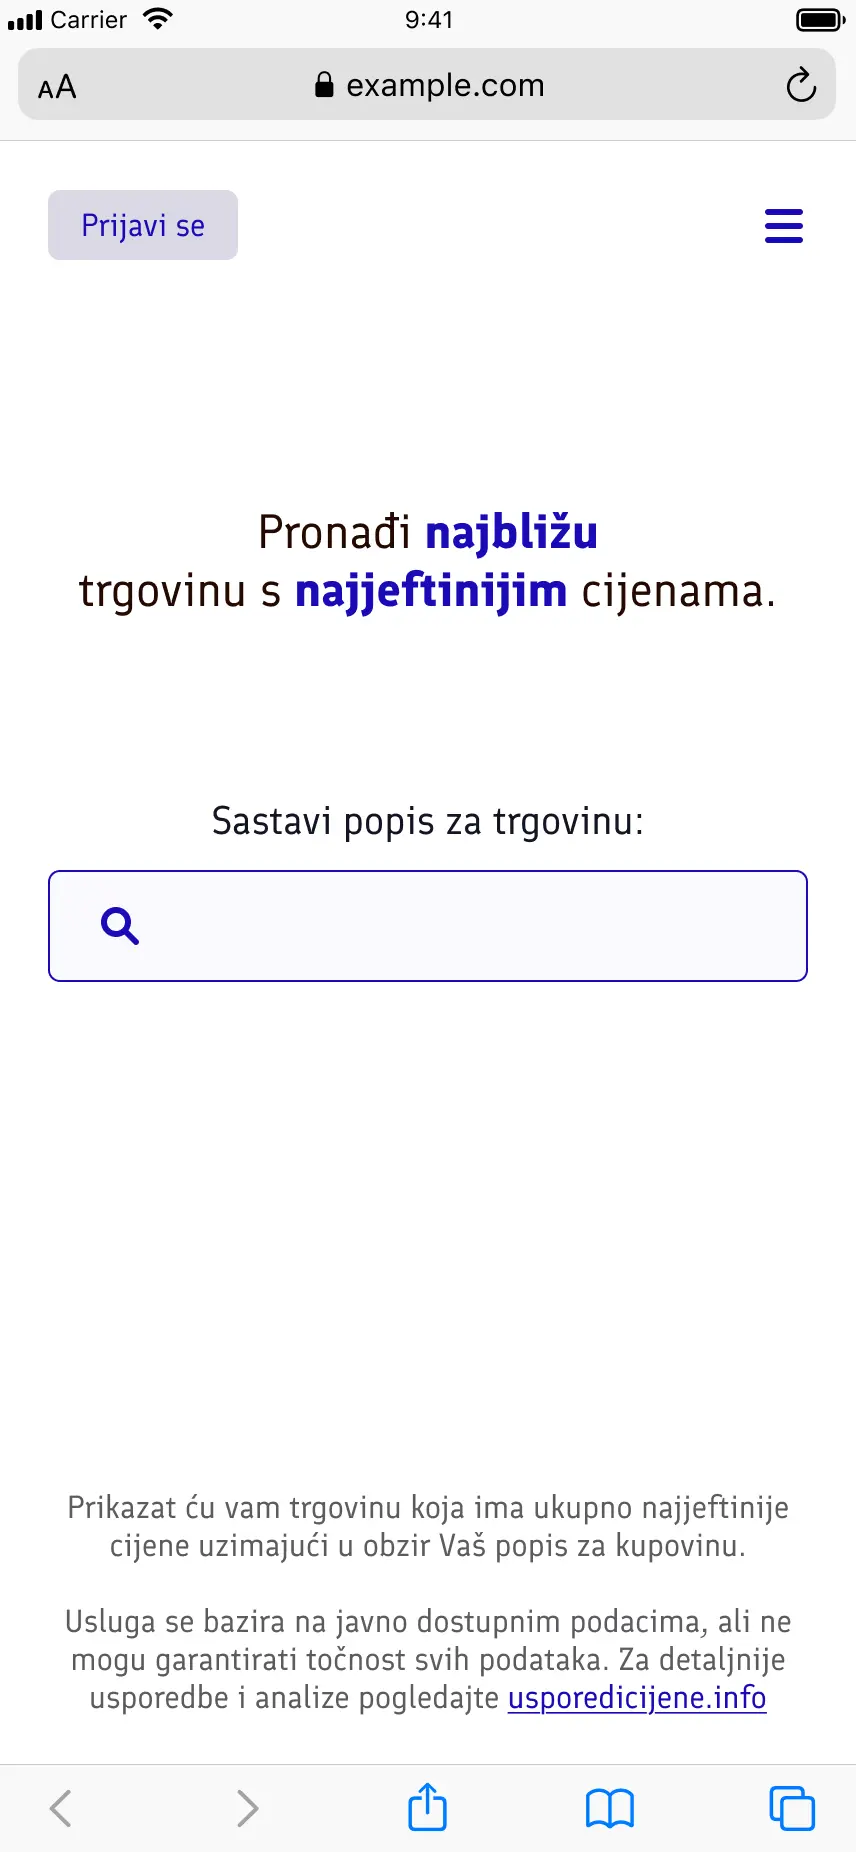 Carrier
9:41
AA
example.com
Prijavi se
Pronađi najbližu
trgovinu s najjeftinijim cijenama.
Sastavi popis za trgovinu:
Prikazat ću vam trgovinu koja ima ukupno najjeftinije
cijene uzimajući u obzir Vaš popis za kupovinu.
Usluga se bazira na javno dostupnim podacima, ali ne
mogu garantirati točnost svih podataka. Za detaljnije
usporedbe i analize pogledajte usporedicijene.info